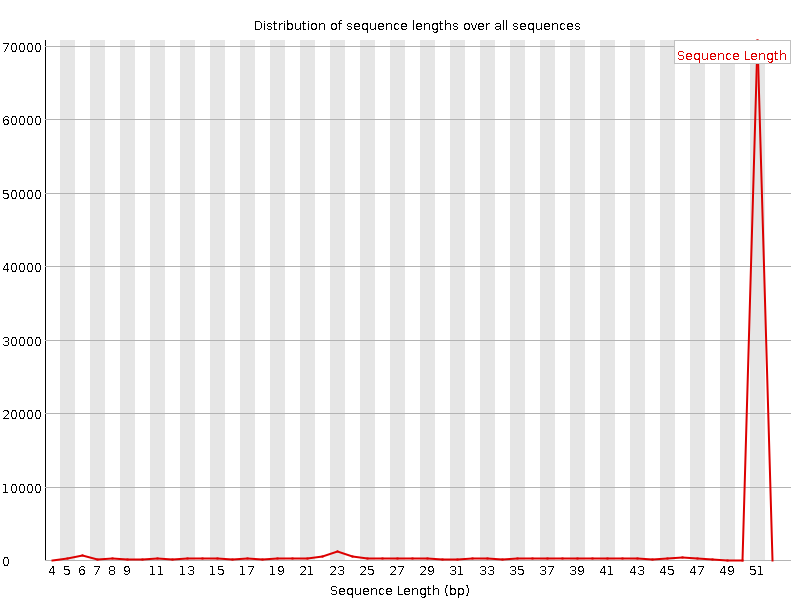 Distribution of sequence lengths over all sequences
Sequence Length
70000
60000
50000
40000
30000
20000
10000
0
4 5 6 7 8 9 11 13 15 17 19 21 23 25 27 29 31 33 35 37 39 41 43 45 47 49 51
Sequence Length (bp)